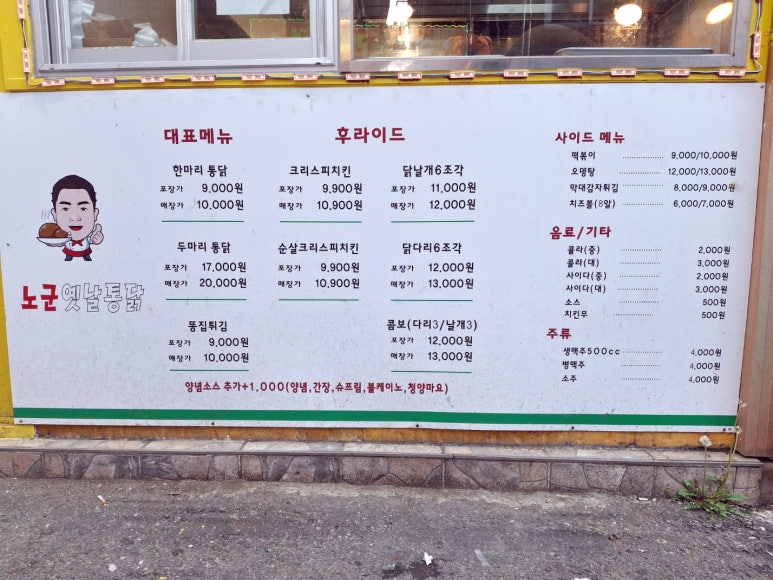 노군옛날통닭
대표메뉴
한마리 통닭
포장가 9,000원
매장가 10,000원
두마리 통닭
포장가 17,000원
매장가 20,000원
똥집튀김
포장가 9,000원
매장가 10,000원
후라이드
크리스피치킨
포장가 9,900원
매장가 10,900원
순살크리스피치킨
포장가 9,900원
매장가 10,900원
닭날개6조각
포장가 11,000원
매장가 12,000원
닭다리6조각
포장가 12,000원
매장가 13,000원
콤보(다리3/날개3)
포장가 12,000원
매장가 13,000원
양념소스 추가+1.000(양념,간장,슈프림,볼케이노,청양마요)
사이드 메뉴
떡볶이 ............ 9,000/10,000원
오뎅탕 ............ 12,000/13,000원
막대감자튀김 ............ 8,000/9,000원
치즈볼(8알) ............ 6,000/7,000원
음료/기타
콜라(중) ............ 2,000원
콜라(대) ............ 3,000원
사이다(중) ............ 2,000원
사이다(대) ............ 3,000원
소스 ............ 500원
치킨무 ............ 500원
주류
생맥주500cc ............ 4,000원
병맥주 ............ 4,000원
소주 ............ 4,000원